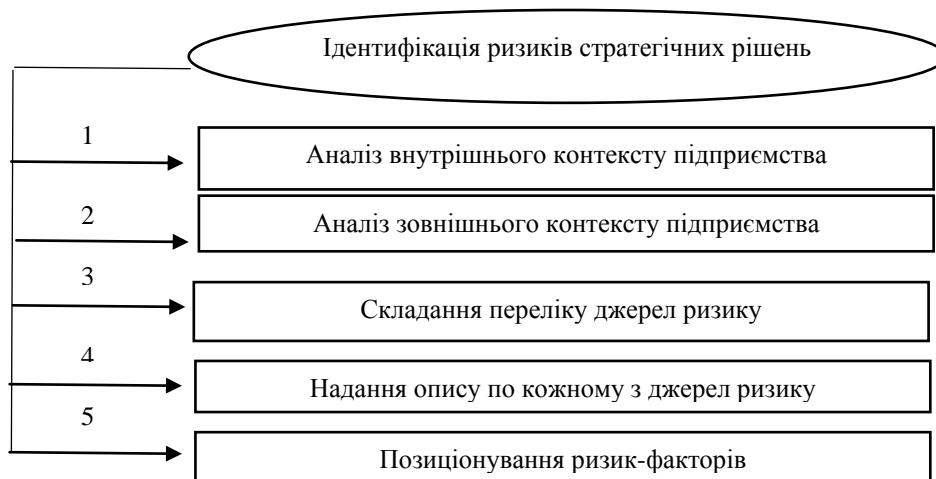 Ідентифікація ризиків стратегічних рішень
1
Аналіз внутрішнього контексту підприємства
2
Аналіз зовнішнього контексту підприємства
3
Складання переліку джерел ризику
4
Надання опису по кожному з джерел ризику
5
Позиціонування ризик-факторів